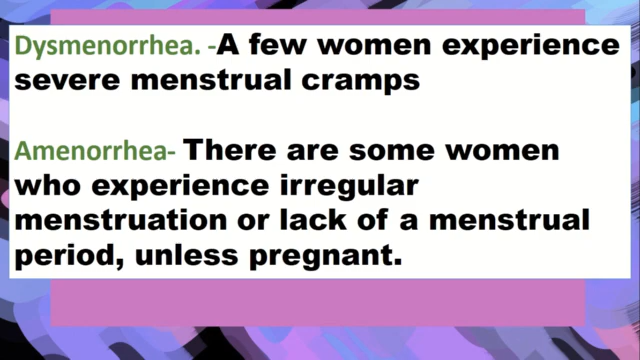 Dysmenorrhea. -A few women experience
severe menstrual cramps
Amenorrhea- There are some women
who experience irregular
menstruation or lack of a menstrual
period, unless pregnant.